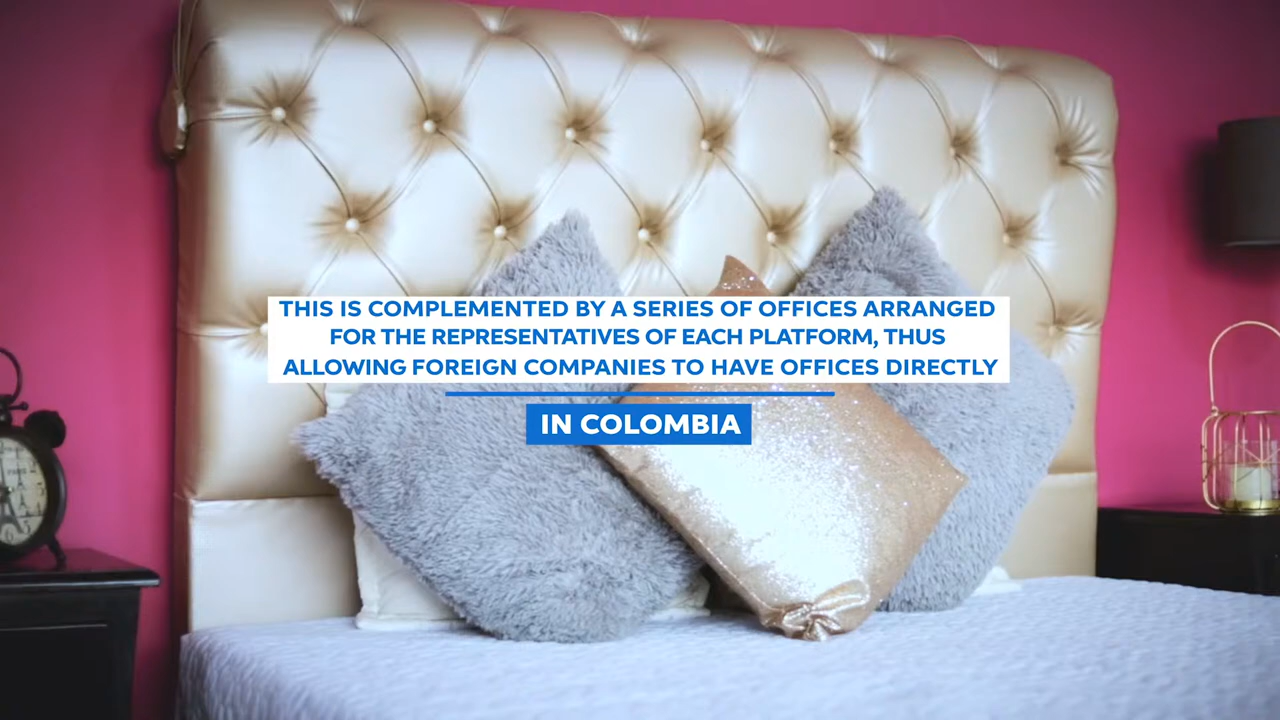 THIS IS COMPLEMENTED BY A SERIES OF OFFICES ARRANGED
FOR THE REPRESENTATIVES OF EACH PLATFORM, THUS
ALLOWING FOREIGN COMPANIES TO HAVE OFFICES DIRECTLY
IN COLOMBIA